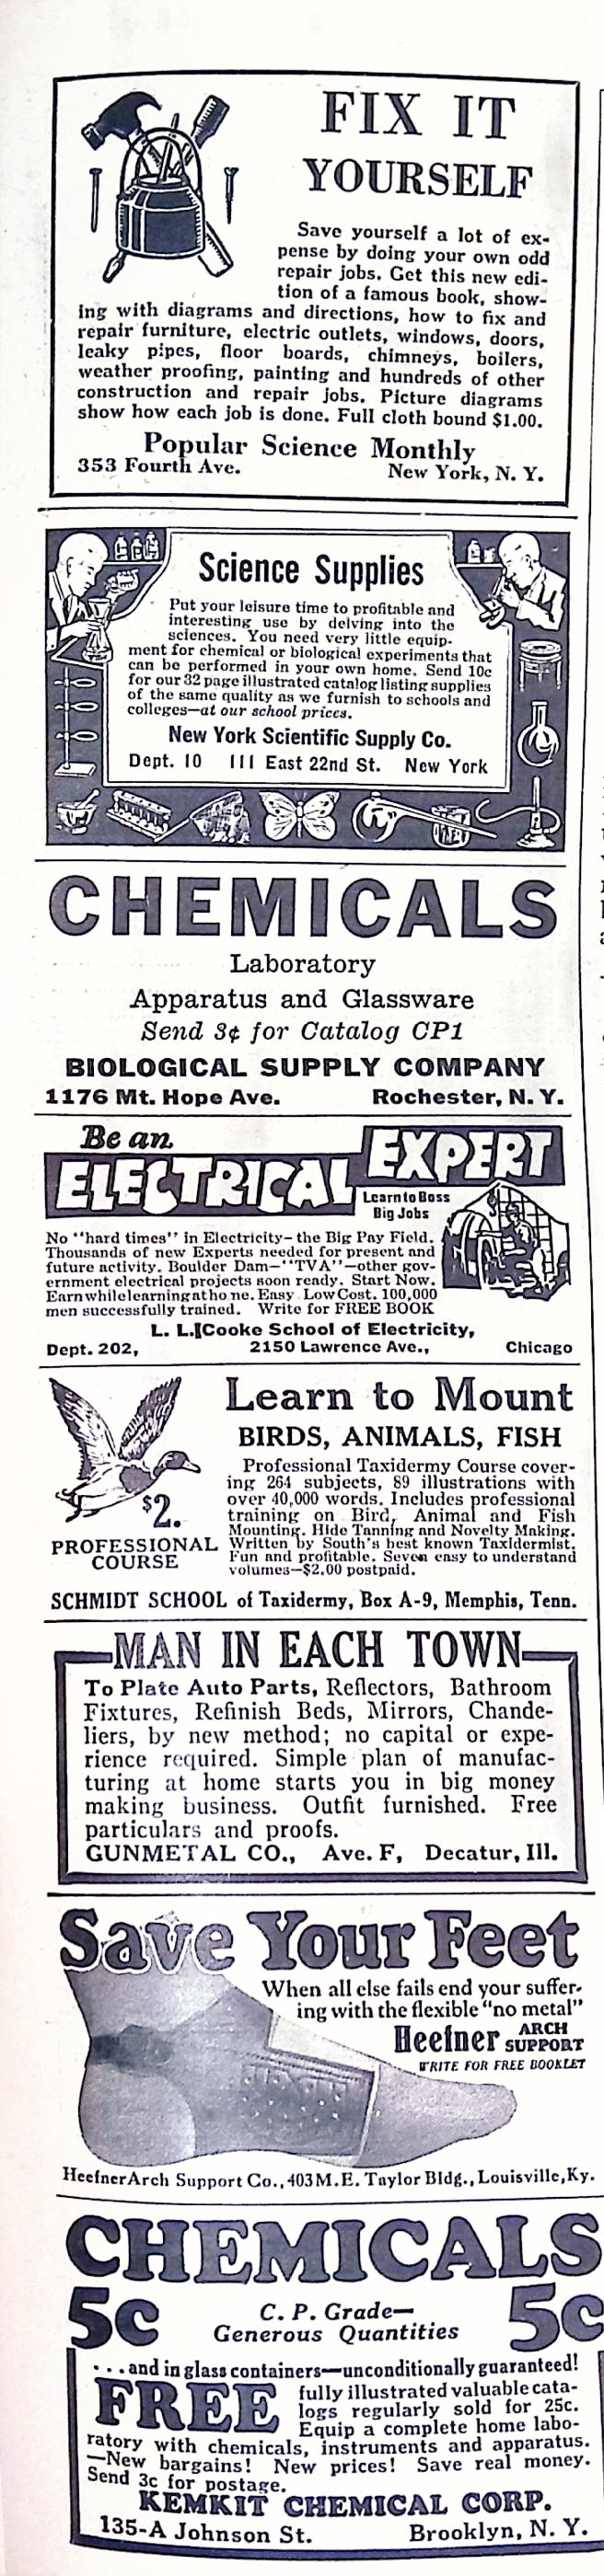 FIX IT
YOURSELF
Save yourself a lot of ex-
pense by doing your own odd
repair jobs. Get this new edi-
tion of a famous book, show-
ing with diagrams and directions, how to fix and
repair furniture, electric outlets, windows, doors,
leaky pipes, floor boards, chimneys, boilers,
weather proofing, painting and hundreds of other
construction and repair jobs. Picture diagrams
show how each job is done. Full cloth bound $1.00.
Popular Science Monthly
353 Fourth Ave. New York, N. Y.
Science Supplies
Put your leisure time to profitable and
interesting use by delving into the
sciences. You need very little equip-
ment for chemical or biological experiments that
can be performed in your own home. Send 10c
for our 32 page illustrated catalog listing supplies
of the same quality as we furnish to schools and
colleges—at our school prices.
New York Scientific Supply Co.
Dept. 10 111 East 22nd St. New York
CHEMICALS
Laboratory
Apparatus and Glassware
Send 3¢ for Catalog CP1
BIOLOGICAL SUPPLY COMPANY
1176 Mt. Hope Ave. Rochester, N. Y.
Be an
ELECTRICAL EXPERT
Learn to Boss
Big Jobs
No "hard times" in Electricity—the Big Pay Field.
Thousands of new Experts needed for present and
future activity. Boulder Dam—"TVA"—other gov-
ernment electrical projects soon ready. Start Now.
Earn while learning at ho ne. Easy Low Cost. 100,000
men successfully trained. Write for FREE BOOK
L. L. Cooke School of Electricity,
Dept. 202, 2150 Lawrence Ave., Chicago
Learn to Mount
BIRDS, ANIMALS, FISH
Professional Taxidermy Course cover-
ing 264 subjects, 89 illustrations with
over 40,000 words. Includes professional
training on Bird, Animal and Fish
Mounting. Hide Tanning and Novelty Making.
Written by South's best known Taxidermist.
Fun and profitable. Seven easy to understand
volumes—$2.00 postpaid.
$2.
PROFESSIONAL
COURSE
SCHMIDT SCHOOL of Taxidermy, Box A-9, Memphis, Tenn.
MAN IN EACH TOWN
To Plate Auto Parts, Reflectors, Bathroom
Fixtures, Refinish Beds, Mirrors, Chande-
liers, by new method; no capital or expe-
rience required. Simple plan of manufac-
turing at home starts you in big money
making business. Outfit furnished. Free
particulars and proofs.
GUNMETAL CO., Ave. F, Decatur, Ill.
Save Your Feet
When all else fails end your suffer-
ing with the flexible "no metal"
Heefner ARCH
SUPPORT
WRITE FOR FREE BOOKLET
Heefner Arch Support Co., 403 M.E. Taylor Bldg., Louisville, Ky.
CHEMICALS
5c C. P. Grade—
Generous Quantities 5c
...and in glass containers—unconditionally guaranteed!
FREE fully illustrated valuable cata-
logs regularly sold for 25c.
Equip a complete home labo-
ratory with chemicals, instruments and apparatus.
—New bargains! New prices! Save real money.
Send 3c for postage.
KEMKIT CHEMICAL CORP.
135-A Johnson St. Brooklyn, N. Y.